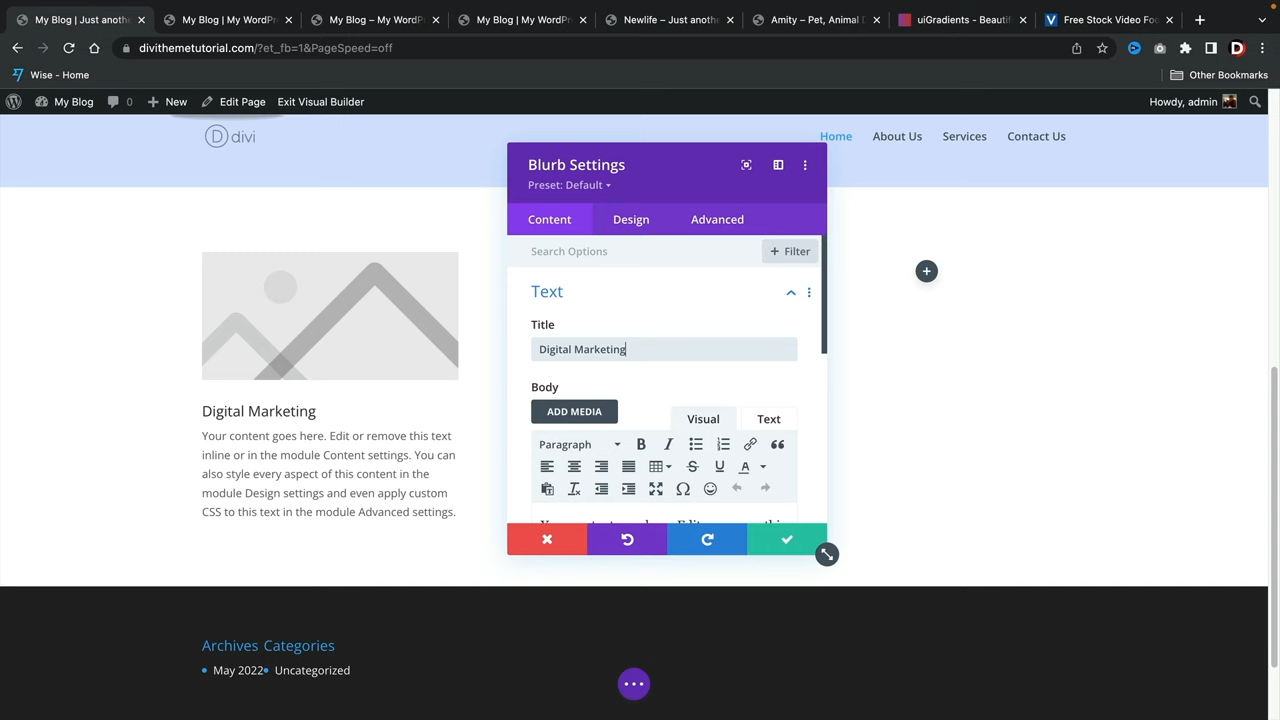 My Blog | Just anoth
My Blog | My WordPr
My Blog – My WordPr
My Blog | My WordPr
Newlife – Just anothe
Amity – Pet, Animal D
uiGradients - Beautif
Free Stock Video Foo
divithemetutorial.com/?et_fb=1&PageSpeed=off
Wise - Home
Other Bookmarks
My Blog
0
New
Edit Page
Exit Visual Builder
Howdy, admin
D divi
Home
About Us
Services
Contact Us
Blurb Settings
Preset: Default
Content
Design
Advanced
Search Options
+ Filter
Text
Title
Digital Marketing
Body
ADD MEDIA
Visual
Text
Paragraph
Digital Marketing
Your content goes here. Edit or remove this text
inline or in the module Content settings. You can
also style every aspect of this content in the
module Design settings and even apply custom
CSS to this text in the module Advanced settings.
Archives Categories
May 2022
Uncategorized